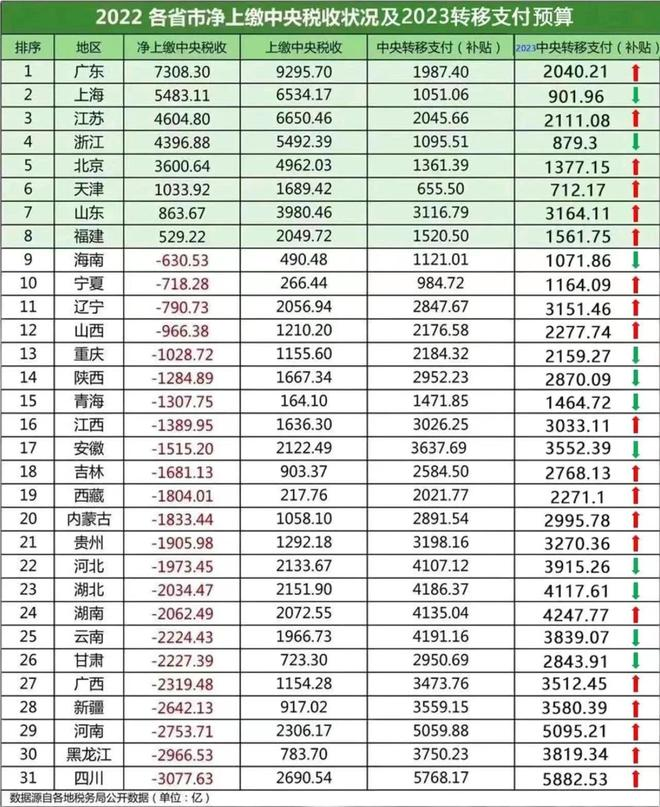 2022 各省市净上缴中央税收状况及2023转移支付预算
排序 地区 净上缴中央税收 上缴中央税收 中央转移支付（补贴） 2023中央转移支付（补贴）
1 广东 7308.30 9295.70 1987.40 2040.21 ↑
2 上海 5483.11 6534.17 1051.06 901.96 ↓
3 江苏 4604.80 6650.46 2045.66 2111.08 ↑
4 浙江 4396.88 5492.39 1095.51 879.3 ↓
5 北京 3600.64 4962.03 1361.39 1377.15 ↑
6 天津 1033.92 1689.42 655.50 712.17 ↑
7 山东 863.67 3980.46 3116.79 3164.11 ↑
8 福建 529.22 2049.72 1520.50 1561.75 ↑
9 海南 -630.53 490.48 1121.01 1071.86 ↓
10 宁夏 -718.28 266.44 984.72 1164.09 ↑
11 辽宁 -790.73 2056.94 2847.67 3151.46 ↑
12 山西 -966.38 1210.20 2176.58 2277.74 ↑
13 重庆 -1028.72 1155.60 2184.32 2159.27 ↓
14 陕西 -1284.89 1667.34 2952.23 2870.09 ↓
15 青海 -1307.75 164.10 1471.85 1464.72 ↓
16 江西 -1389.95 1636.30 3026.25 3033.11 ↑
17 安徽 -1515.20 2122.49 3637.69 3552.39 ↓
18 吉林 -1681.13 903.37 2584.50 2768.13 ↑
19 西藏 -1804.01 217.76 2021.77 2271.1 ↑
20 内蒙古 -1833.44 1058.10 2891.54 2995.78 ↑
21 贵州 -1905.98 1292.18 3198.16 3270.36 ↑
22 河北 -1973.45 2133.67 4107.12 3915.26 ↓
23 湖北 -2034.47 2151.90 4186.37 4117.61 ↓
24 湖南 -2062.49 2072.55 4135.04 4247.77 ↑
25 云南 -2224.43 1966.73 4191.16 3839.07 ↓
26 甘肃 -2227.39 723.30 2950.69 2843.91 ↓
27 广西 -2319.48 1154.28 3473.76 3512.45 ↑
28 新疆 -2642.13 917.02 3559.15 3580.39 ↑
29 河南 -2753.71 2306.17 5059.88 5095.21 ↑
30 黑龙江 -2966.53 783.70 3750.23 3819.34 ↑
31 四川 -3077.63 2690.54 5768.17 5882.53 ↑
数据源自各地税务局公开数据（单位：亿）